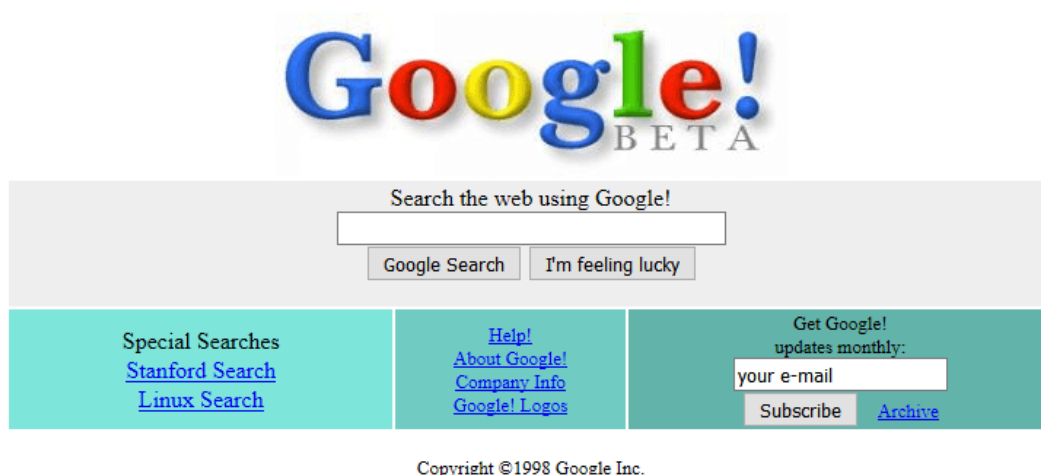 Google!
BETA
Search the web using Google!
Google Search I'm feeling lucky
Special Searches
Stanford Search
Linux Search
Help!
About Google!
Company Info
Google! Logos
Get Google!
updates monthly:
your e-mail
Subscribe Archive
Copyright ©1998 Google Inc.